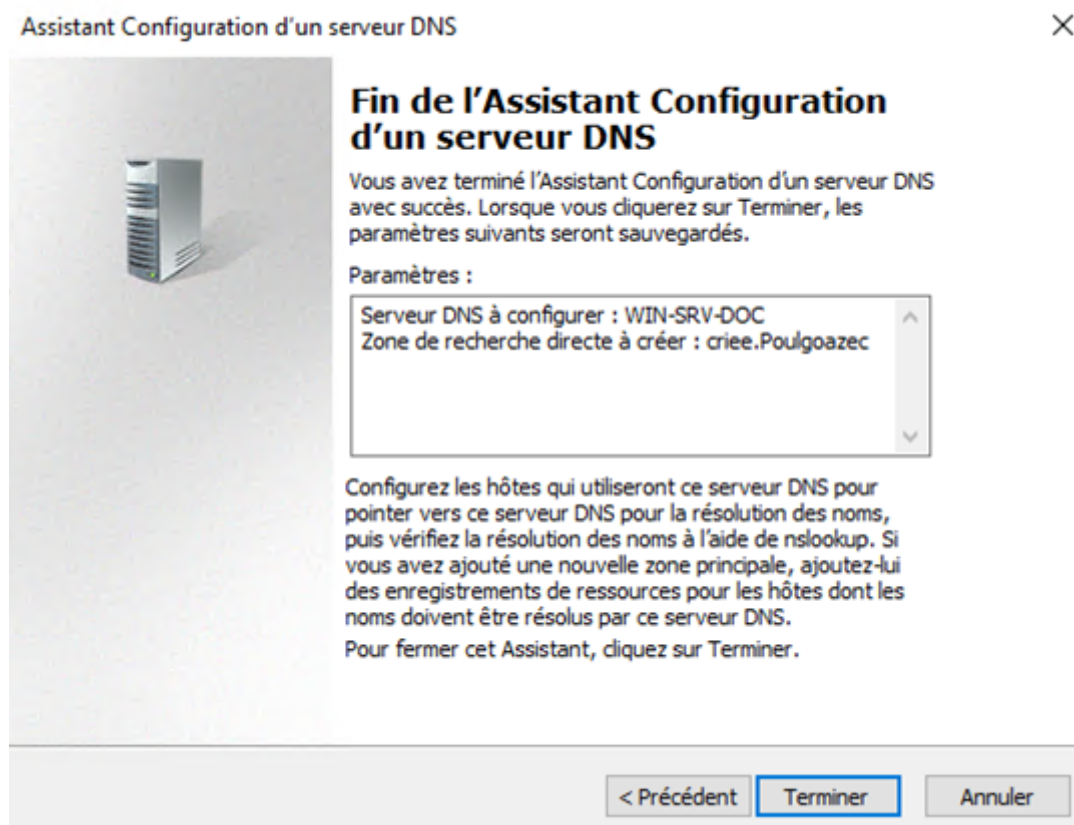 Assistant Configuration d'un serveur DNS
Fin de l'Assistant Configuration
d'un serveur DNS
Vous avez terminé l'Assistant Configuration d'un serveur DNS
avec succès. Lorsque vous cliquerez sur Terminer, les
paramètres suivants seront sauvegardés.
Paramètres :
Serveur DNS à configurer : WIN-SRV-DOC
Zone de recherche directe à créer : criee.Poulgoazec
Configurez les hôtes qui utiliseront ce serveur DNS pour
pointer vers ce serveur DNS pour la résolution des noms,
puis vérifiez la résolution des noms à l'aide de nslookup. Si
vous avez ajouté une nouvelle zone principale, ajoutez-lui
des enregistrements de ressources pour les hôtes dont les
noms doivent être résolus par ce serveur DNS.
Pour fermer cet Assistant, cliquez sur Terminer.
< Précédent Terminer Annuler